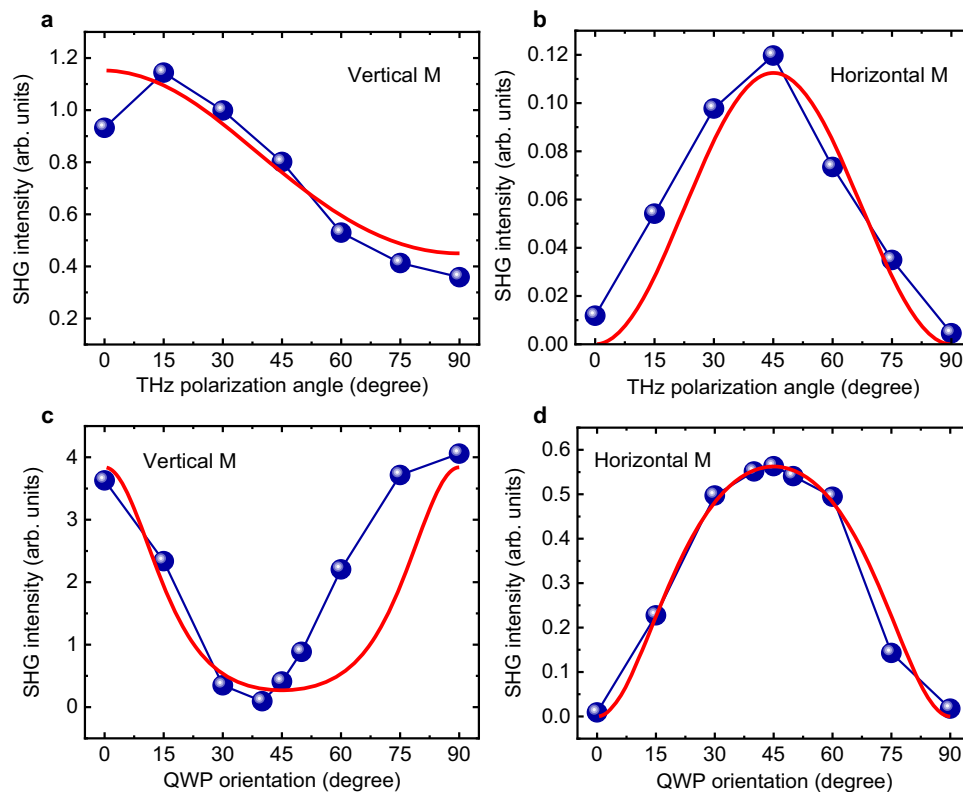 a
SHG intensity (arb. units)
1.2
1.0
0.8
0.6
0.4
0.2
Vertical M
0 15 30 45 60 75 90
THz polarization angle (degree)
b
SHG intensity (arb. units)
0.12
0.10
0.08
0.06
0.04
0.02
0.00
Horizontal M
0 15 30 45 60 75 90
THz polarization angle (degree)
c
SHG intensity (arb. units)
4
3
2
1
0
Vertical M
0 15 30 45 60 75 90
QWP orientation (degree)
d
SHG intensity (arb. units)
0.6
0.5
0.4
0.3
0.2
0.1
0.0
Horizontal M
0 15 30 45 60 75 90
QWP orientation (degree)